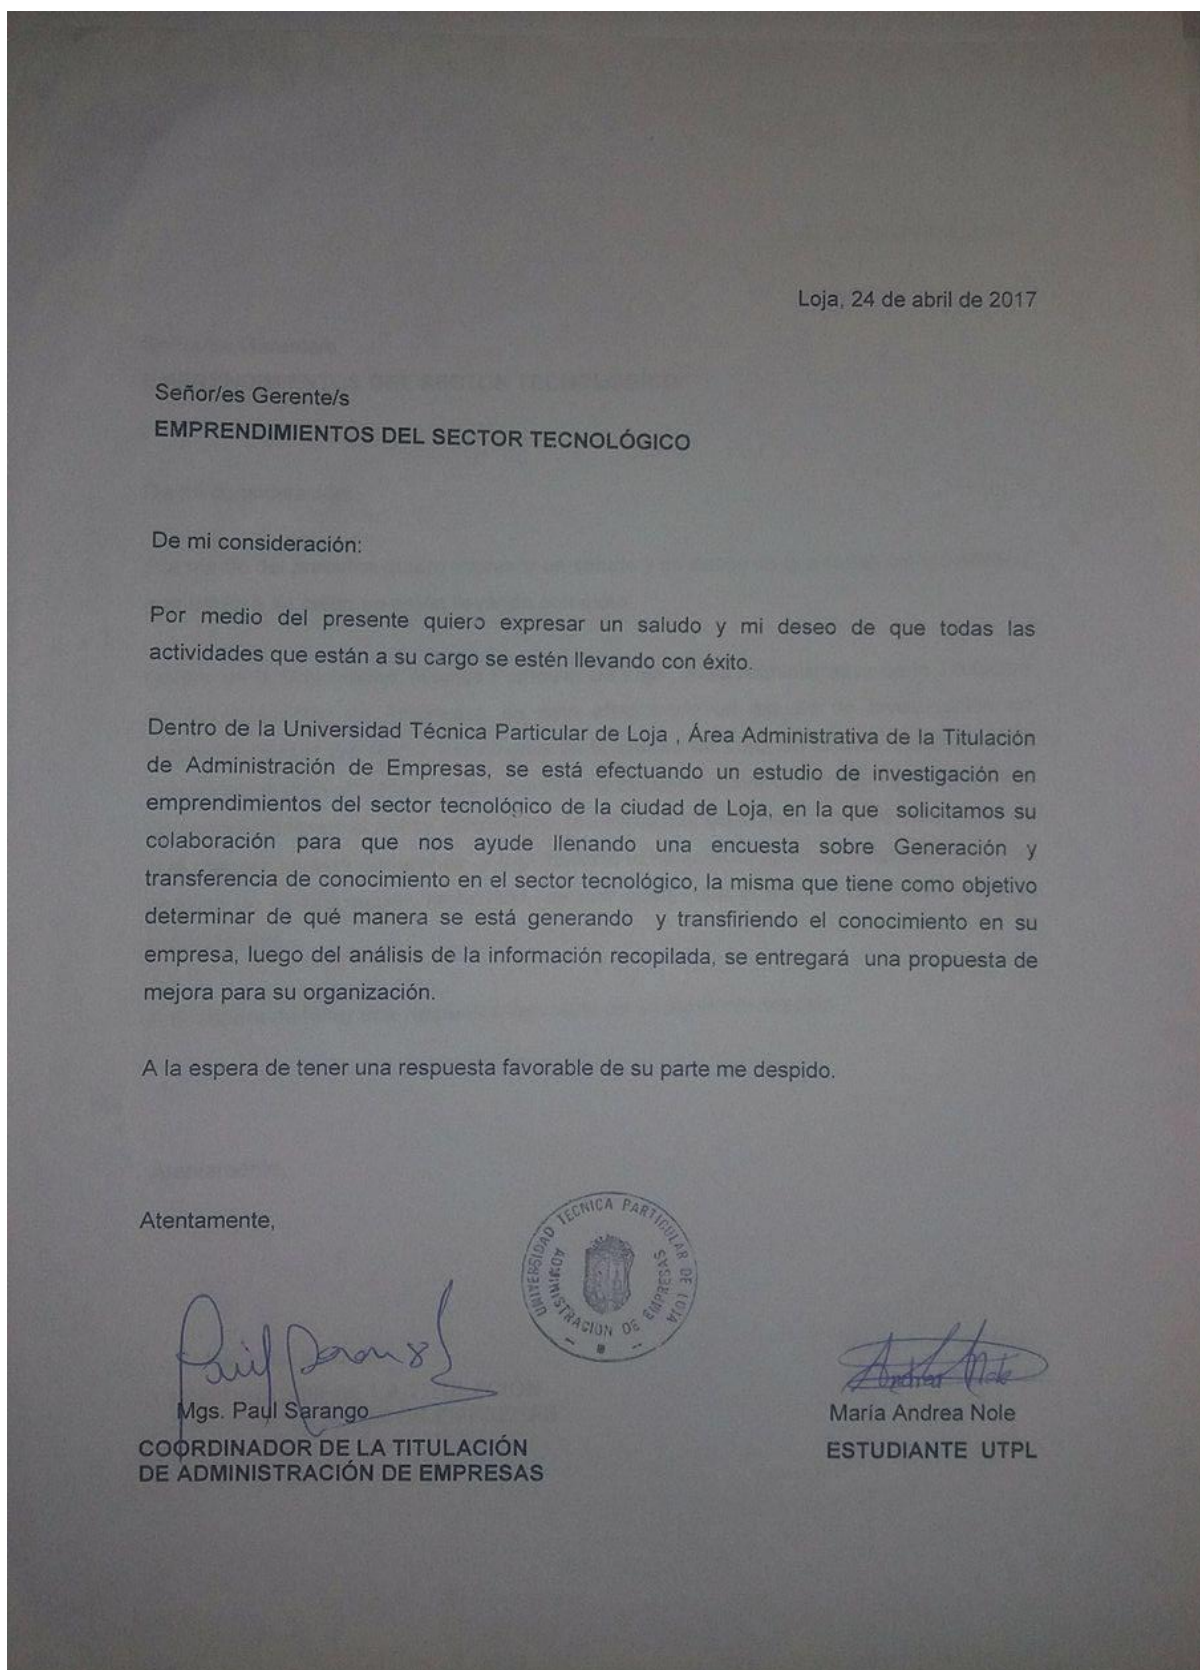 Loja, 24 de abril de 2017
Señor/es Gerente/s
EMPRENDIMIENTOS DEL SECTOR TECNOLÓGICO
De mi consideración:
Por medio del presente quiero expresar un saludo y mi deseo de que todas las
actividades que están a su cargo se estén llevando con éxito.
Dentro de la Universidad Técnica Particular de Loja , Área Administrativa de la Titulación
de Administración de Empresas, se está efectuando un estudio de investigación en
emprendimientos del sector tecnológico de la ciudad de Loja, en la que solicitamos su
colaboración para que nos ayude llenando una encuesta sobre Generación y
transferencia de conocimiento en el sector tecnológico, la misma que tiene como objetivo
determinar de qué manera se está generando y transfiriendo el conocimiento en su
empresa, luego del análisis de la información recopilada, se entregará una propuesta de
mejora para su organización.
A la espera de tener una respuesta favorable de su parte me despido.
Atentamente,
UNIVERSIDAD TECNICA PARTICULAR DE LOJA
ADMINISTRACION DE EMPRESAS
Andrea Nole
Mgs. Paul Sarango
María Andrea Nole
COORDINADOR DE LA TITULACIÓN
ESTUDIANTE UTPL
DE ADMINISTRACIÓN DE EMPRESAS